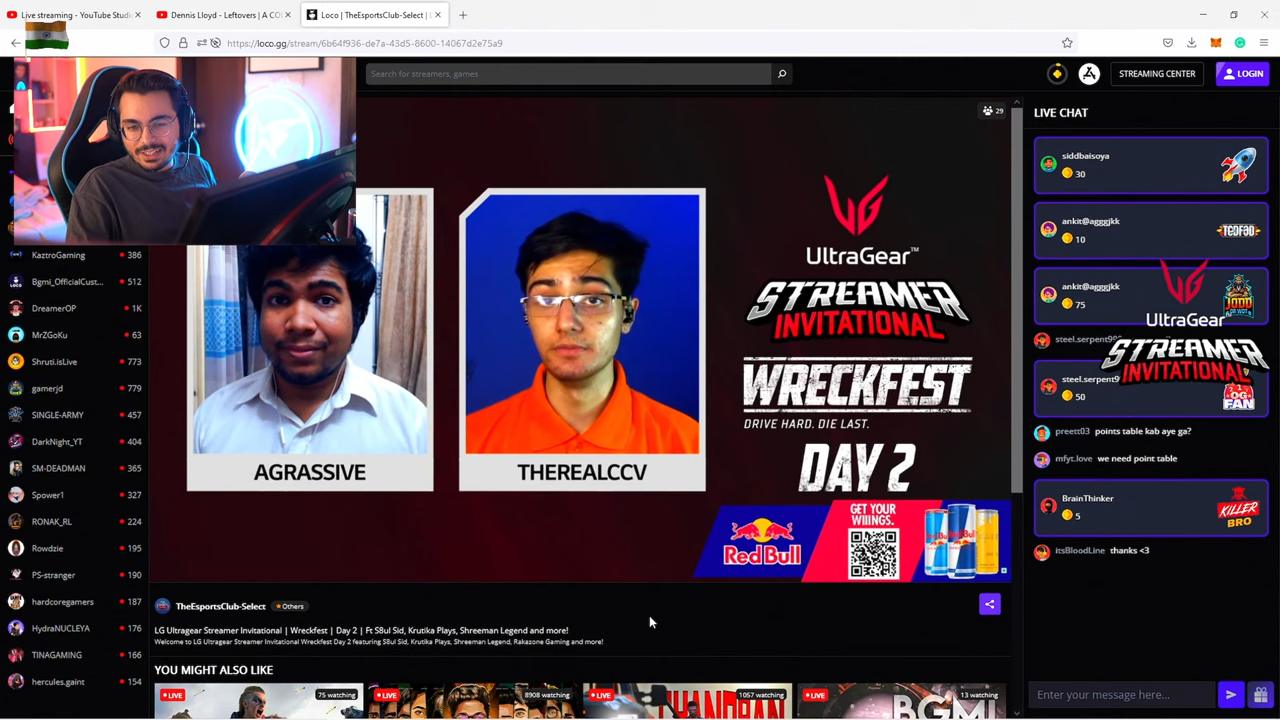 Live streaming - YouTube Studio
Dennis Lloyd - Leftovers | A CO
Loco | TheEsportsClub-Select | L
https://loco.gg/stream/6b64f936-de7a-43d5-8600-14067d2e75a9
Search for streamers, games
STREAMING CENTER
LOGIN
29
LIVE CHAT
KaztroGaming 386
Bgmi_OfficialCust... 512
DreamerOP 1K
MrZGoKu 63
Shruti.isLive 773
gamerjd 779
SINGLE-ARMY 457
DarkNight_YT 404
SM-DEADMAN 365
Spower1 327
RONAK_RL 224
Rowdzie 195
PS-stranger 190
hardcoregamers 187
HydraNUCLEYA 176
TINAGAMING 166
hercules.gaint 154
AGRASSIVE
THEREALCCV
UltraGear™
STREAMER
INVITATIONAL
WRECKFEST
DRIVE HARD. DIE LAST.
DAY 2
Red Bull
GET YOUR
WIIINGS.
TheEsportsClub-Select
Others
LG Ultragear Streamer Invitational | Wreckfest | Day 2 | Ft S8ul Sid, Krutika Plays, Shreeman Legend and more!
Welcome to LG Ultragear Streamer Invitational Wreckfest Day 2 featuring S8ul Sid, Krutika Plays, Shreeman Legend, Rakazone Gaming and more!
YOU MIGHT ALSO LIKE
LIVE 75 watching
LIVE 8908 watching
LIVE 1057 watching
LIVE 13 watching
BGMI
siddbaisoya
30
ankit@agggjkk
10
ankit@agggjkk
75
UltraGear
STREAMER
INVITATIONAL
steel.serpent9
50
OG
FAN
preett03 points table kab aye ga?
mfyt.love we need point table
BrainThinker
5
KILLER
BRO
itsBloodLine thanks <3
Enter your message here...